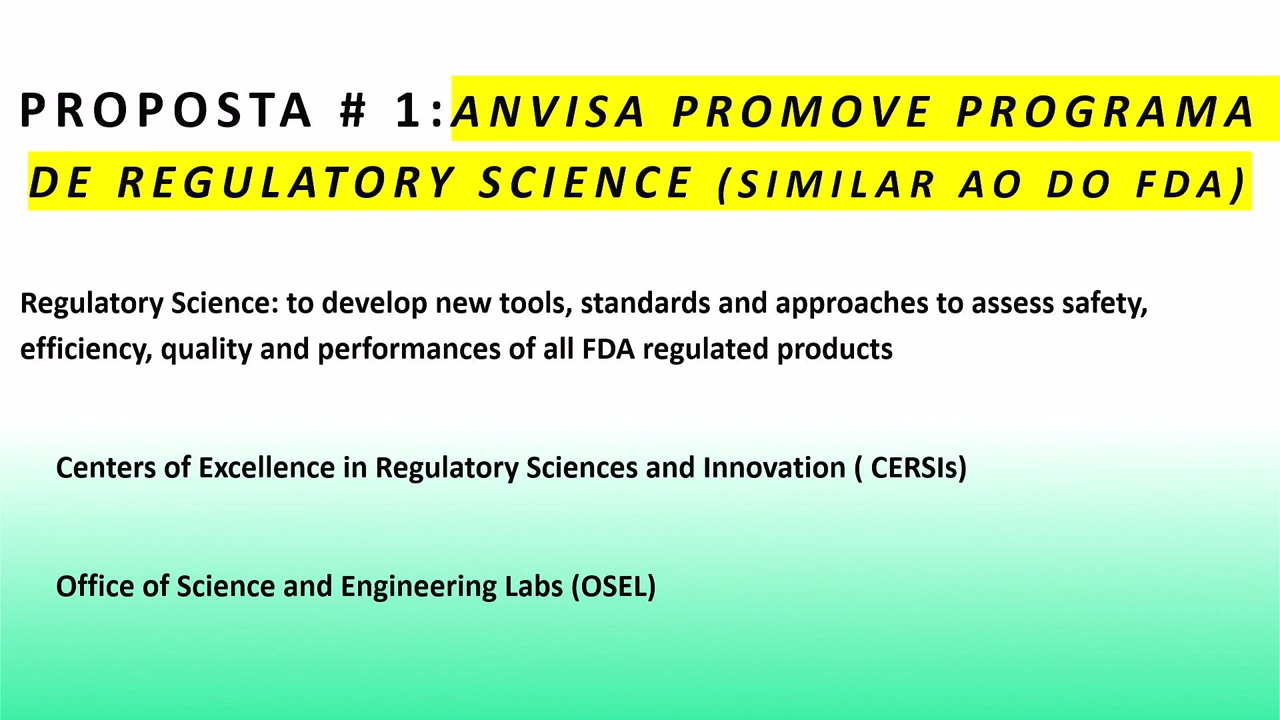 PROPOSTA # 1: ANVISA PROMOVE PROGRAMA
DE REGULATORY SCIENCE (SIMILAR AO DO FDA)
Regulatory Science: to develop new tools, standards and approaches to assess safety,
efficiency, quality and performances of all FDA regulated products
Centers of Excellence in Regulatory Sciences and Innovation ( CERSIs)
Office of Science and Engineering Labs (OSEL)